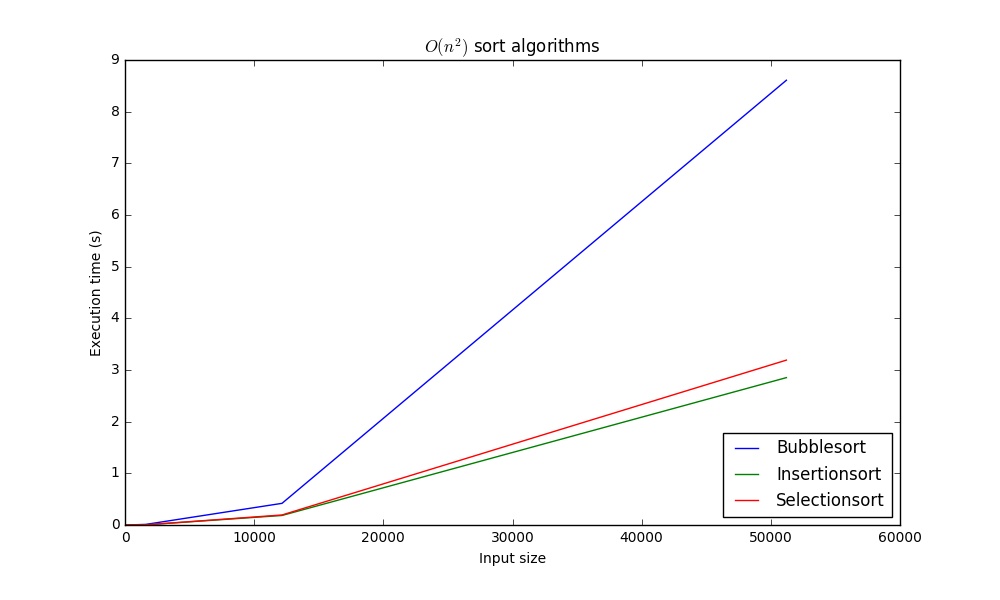 O(n²) sort algorithms
9
8
7
6
5
4
3
2
1
0
Execution time (s)
0 10000 20000 30000 40000 50000 60000
Input size
Bubblesort
Insertionsort
Selectionsort